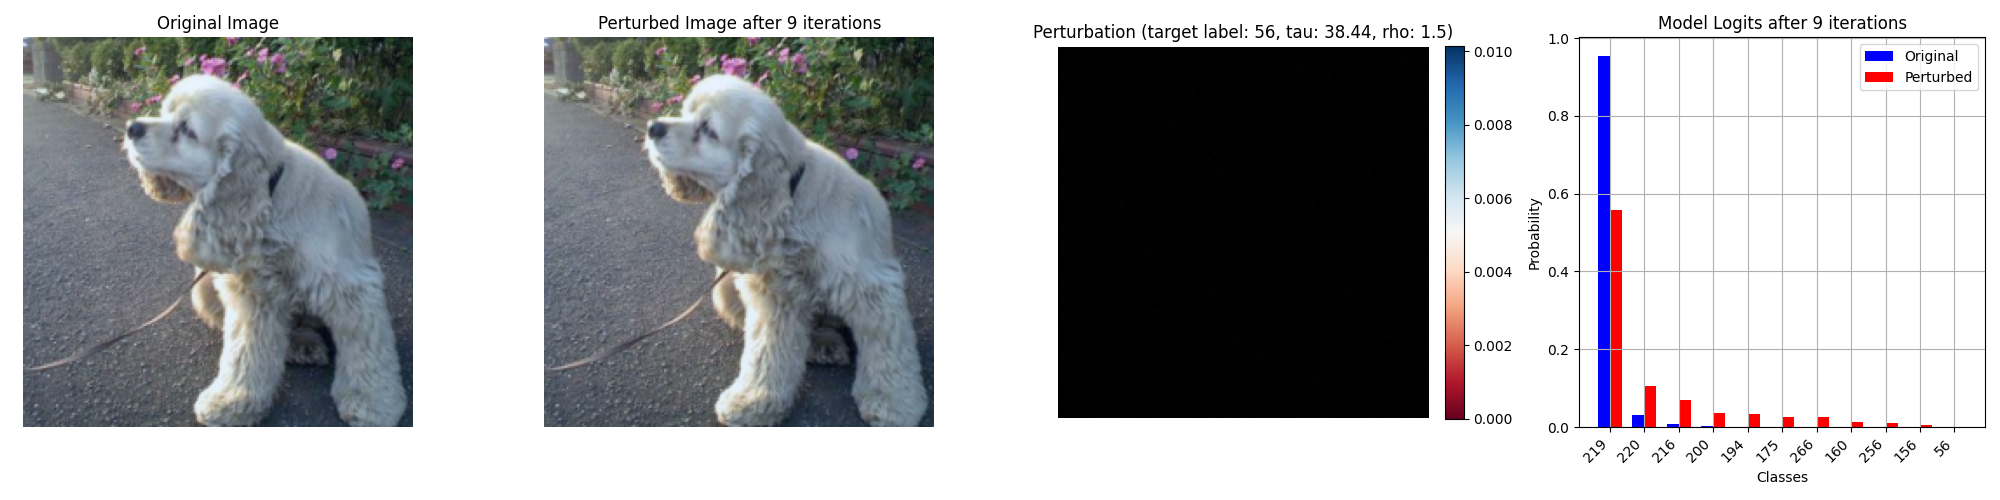 Original Image
Perturbed Image after 9 iterations
Perturbation (target label: 56, tau: 38.44, rho: 1.5)
0.010
0.008
0.006
0.004
0.002
0.000
Model Logits after 9 iterations
Original
Perturbed
Probability
1.0
0.8
0.6
0.4
0.2
0.0
219 220 216 200 194 175 266 160 256 156 56
Classes